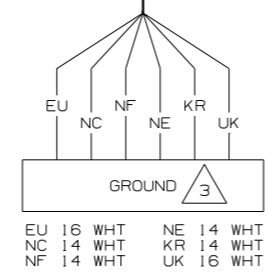 EU NF KR
NC NE UK
GROUND 3
EU 16 WHT NE 14 WHT
NC 14 WHT KR 14 WHT
NF 14 WHT UK 16 WHT